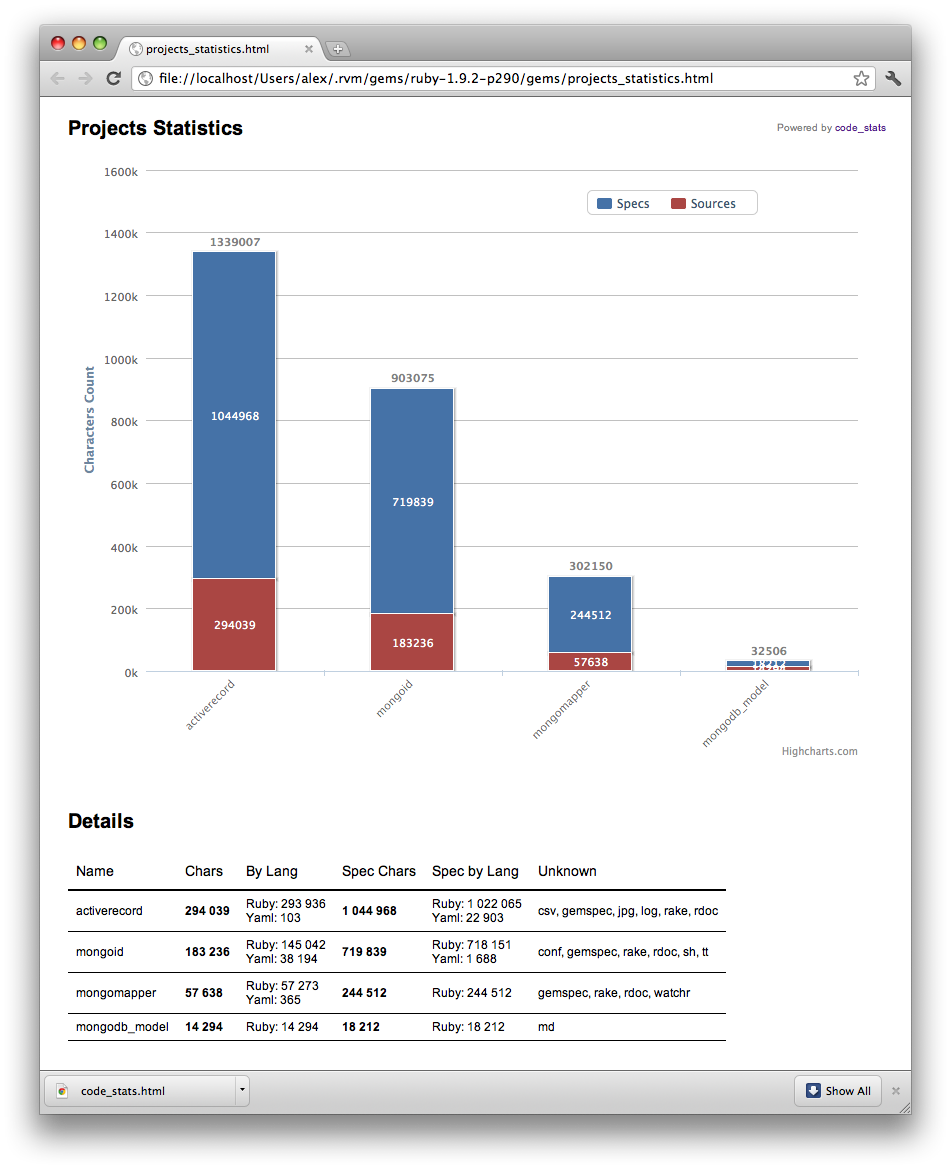 projects_statistics.html
file://localhost/Users/alex/.rvm/gems/ruby-1.9.2-p290/gems/projects_statistics.html
Projects Statistics
Powered by code_stats
1600k
Specs Sources
1400k
1339007
1200k
1000k
903075
Characters Count
1044968
800k
719839
600k
302150
400k
244512
200k
294039
183236
57638
32506
18212
0k
activerecord
mongoid
mongomapper
mongodb_model
Highcharts.com
Details
Name Chars By Lang Spec Chars Spec by Lang Unknown
activerecord 294 039 Ruby: 293 936 1 044 968 Ruby: 1 022 065 csv, gemspec, jpg, log, rake, rdoc
Yaml: 103 Yaml: 22 903
mongoid 183 236 Ruby: 145 042 719 839 Ruby: 718 151 conf, gemspec, rake, rdoc, sh, tt
Yaml: 38 194 Yaml: 1 688
mongomapper 57 638 Ruby: 57 273 244 512 Ruby: 244 512 gemspec, rake, rdoc, watchr
Yaml: 365
mongodb_model 14 294 Ruby: 14 294 18 212 Ruby: 18 212 md
code_stats.html
Show All